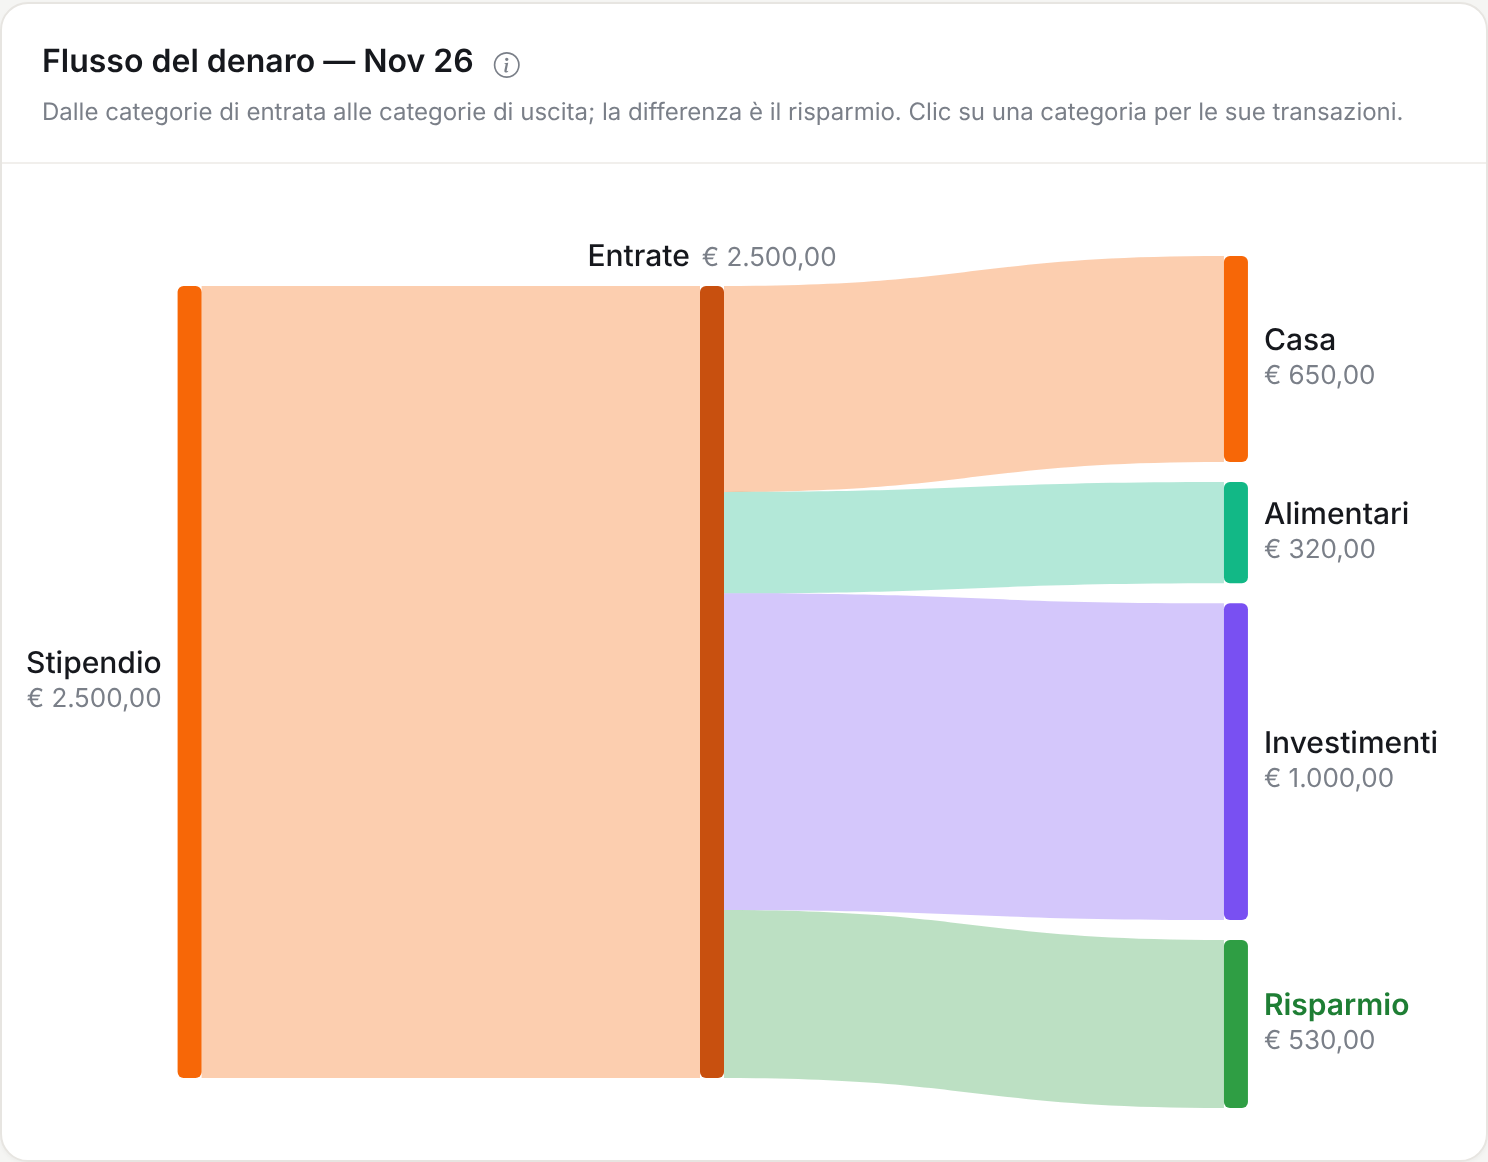 Flusso del denaro — Nov 26
Dalle categorie di entrata alle categorie di uscita; la differenza è il risparmio. Clic su una categoria per le sue transazioni.
Entrate € 2.500,00
Casa
€ 650,00
Alimentari
€ 320,00
Stipendio
€ 2.500,00
Investimenti
€ 1.000,00
Risparmio
€ 530,00